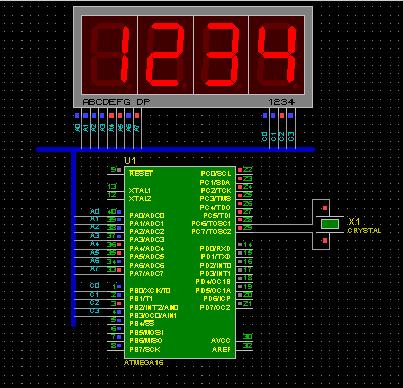 1234
ABCDEFG DP 1234
A0 A1 A2 A3 A4 A5 A6 A7 C0 C1 C2 C3
U1
9 RESET PC0/SCL 22
PC1/SDA 23
13 XTAL1 PC2/TCK 24
12 XTAL2 PC3/TMS 25
PC4/TDO 26
A0 40 PA0/ADC0 PC5/TDI 27
A1 39 PA1/ADC1 PC6/TOSC1 28
A2 38 PA2/ADC2 PC7/TOSC2 29
A3 37 PA3/ADC3
A4 36 PA4/ADC4 PD0/RXD 14
A5 35 PA5/ADC5 PD1/TXD 15
A6 34 PA6/ADC6 PD2/INT0 16
A7 33 PA7/ADC7 PD3/INT1 17
PD4/OC1B 18
C0 1 PB0/XCK/T0 PD5/OC1A 19
C1 2 PB1/T1 PD6/ICP 20
C2 3 PB2/INT2/AIN0 PD7/OC2 21
C3 4 PB3/OC0/AIN1
5 PB4/SS
6 PB5/MOSI
7 PB6/MISO AVCC 30
8 PB7/SCK AREF 32
ATMEGA16
X1
CRYSTAL